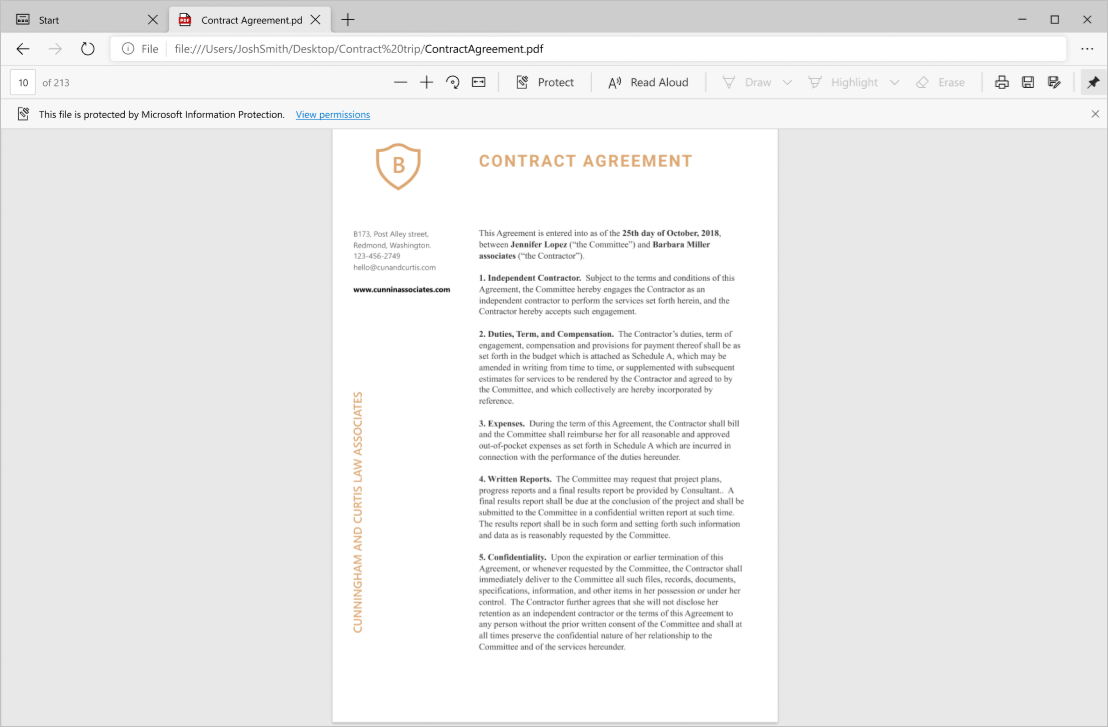 Start
Contract Agreement.pd
File
file:///Users/JoshSmith/Desktop/Contract%20trip/ContractAgreement.pdf
10 of 213
Protect
Read Aloud
Draw
Highlight
Erase
This file is protected by Microsoft Information Protection. View permissions
B
CONTRACT AGREEMENT
B173, Post Alley street,
Redmond, Washington.
123-456-2749
hello@cunandcurtis.com
www.cunninassociates.com
CUNNINGHAM AND CURTIS LAW ASSOCIATES
This Agreement is entered into as of the 25th day of October, 2018,
between Jennifer Lopez (“the Committee”) and Barbara Miller
associates (“the Contractor”).
1. Independent Contractor. Subject to the terms and conditions of this
Agreement, the Committee hereby engages the Contractor as an
independent contractor to perform the services set forth herein, and the
Contractor hereby accepts such engagement.
2. Duties, Term, and Compensation. The Contractor’s duties, term of
engagement, compensation and provisions for payment thereof shall be as
set forth in the budget which is attached as Schedule A, which may be
amended in writing from time to time, or supplemented with subsequent
estimates for services to be rendered by the Contractor and agreed to by
the Committee, and which collectively are hereby incorporated by
reference.
3. Expenses. During the term of this Agreement, the Contractor shall bill
and the Committee shall reimburse her for all reasonable and approved
out-of-pocket expenses as set forth in Schedule A which are incurred in
connection with the performance of the duties hereunder.
4. Written Reports. The Committee may request that project plans,
progress reports and a final results report be provided by Consultant.. A
final results report shall be due at the conclusion of the project and shall be
submitted to the Committee in a confidential written report at such time.
The results report shall be in such form and setting forth such information
and data as is reasonably requested by the Committee.
5. Confidentiality. Upon the expiration or earlier termination of this
Agreement, or whenever requested by the Committee, the Contractor shall
immediately deliver to the Committee all such files, records, documents,
specifications, information, and other items in her possession or under her
control. The Contractor further agrees that she will not disclose her
retention as an independent contractor or the terms of this Agreement to
any person without the prior written consent of the Committee and shall at
all times preserve the confidential nature of her relationship to the
Committee and of the services hereunder.